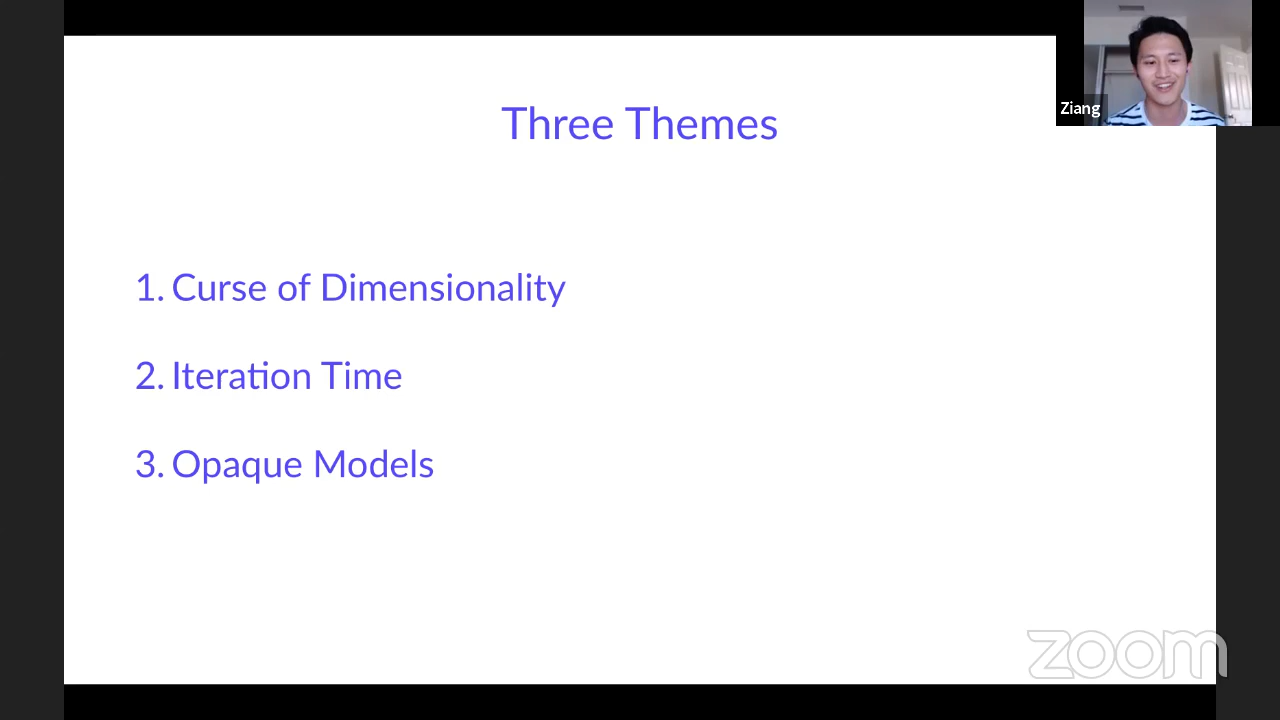 Three Themes
Ziang
1. Curse of Dimensionality
2. Iteration Time
3. Opaque Models
zoom